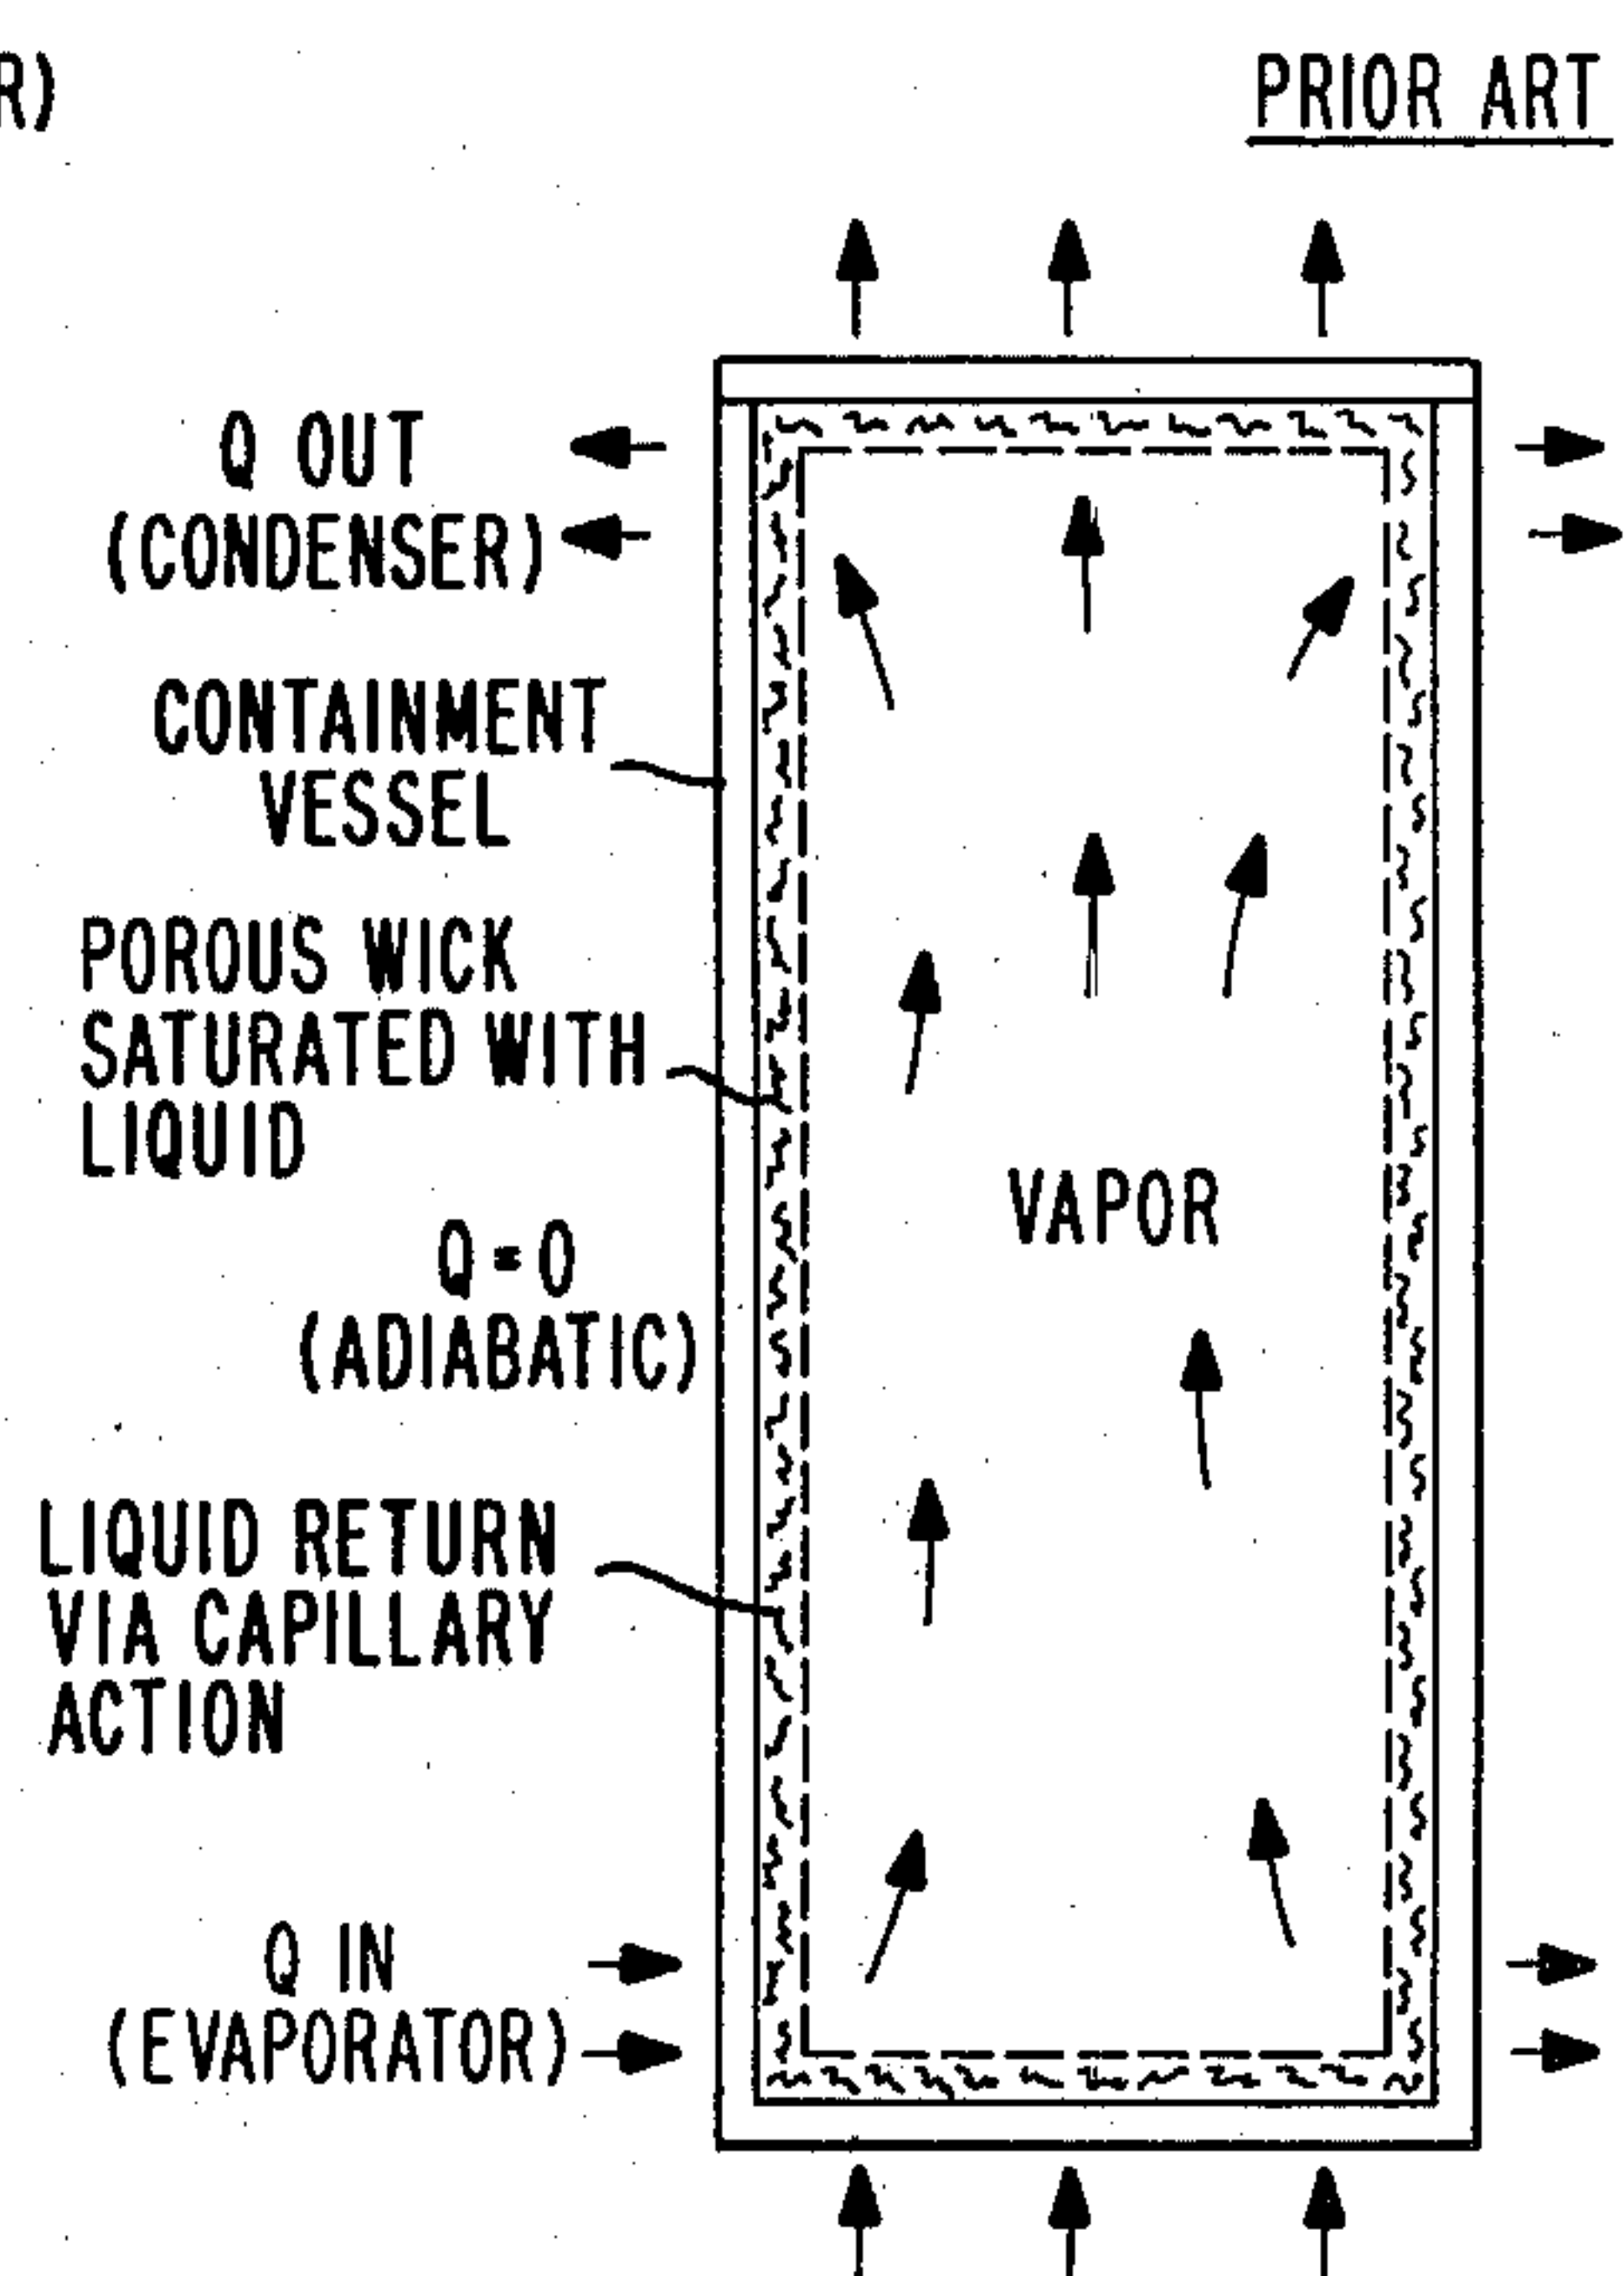 R)
PRIOR ART
Q OUT
(CONDENSER)
CONTAINMENT
VESSEL
POROUS WICK
SATURATED WITH
LIQUID
VAPOR
Q = 0
(ADIABATIC)
LIQUID RETURN
VIA CAPILLARY
ACTION
Q IN
(EVAPORATOR)